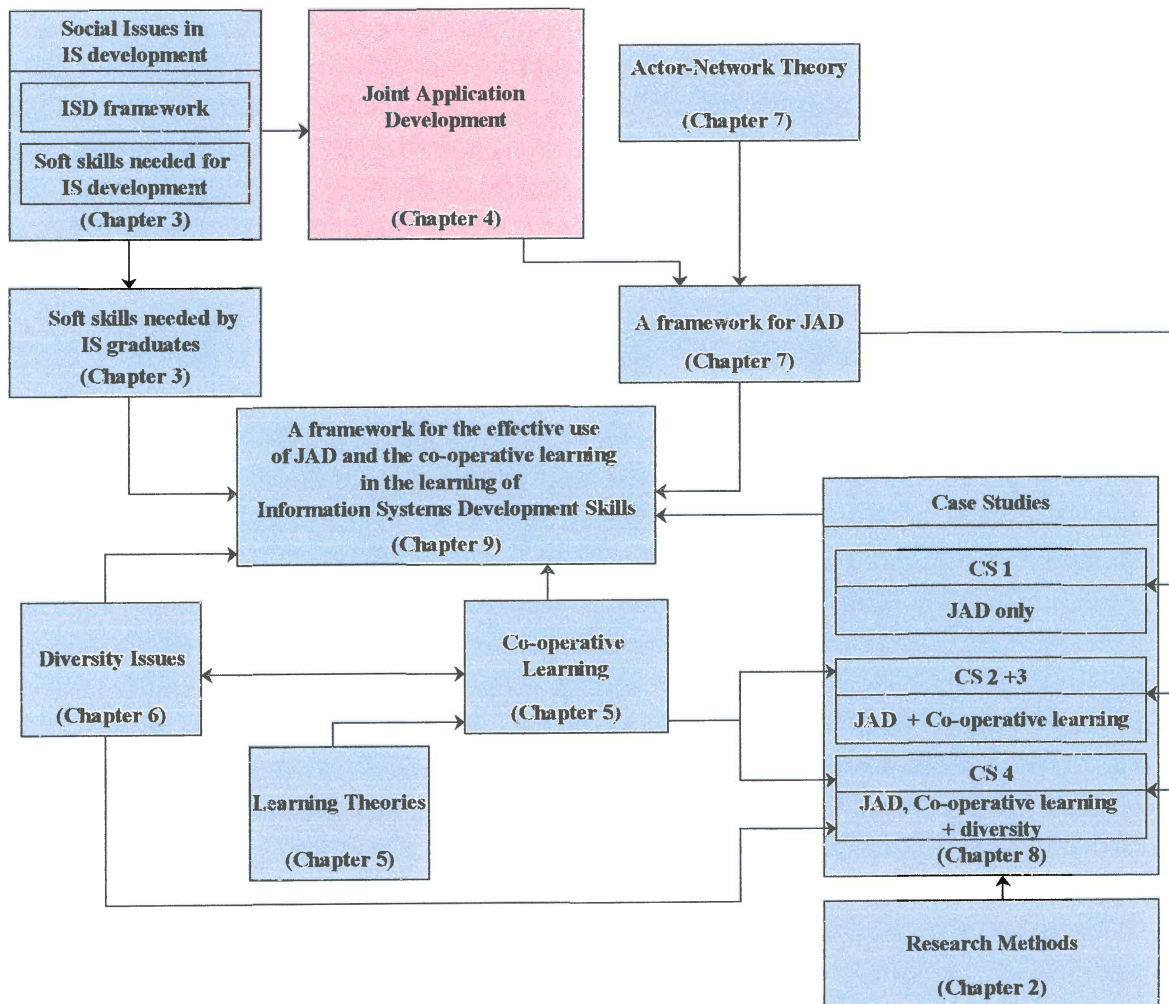 Social Issues in
IS development
ISD framework
Soft skills needed for
IS development
(Chapter 3)
Joint Application
Development
(Chapter 4)
Actor-Network Theory
(Chapter 7)
Soft skills needed by
IS graduates
(Chapter 3)
A framework for JAD
(Chapter 7)
A framework for the effective use
of JAD and the co-operative learning
in the learning of
Information Systems Development Skills
(Chapter 9)
Case Studies
CS 1
JAD only
CS 2 +3
JAD + Co-operative learning
CS 4
JAD, Co-operative learning
+ diversity
(Chapter 8)
Diversity Issues
(Chapter 6)
Co-operative
Learning
(Chapter 5)
Learning Theories
(Chapter 5)
Research Methods
(Chapter 2)